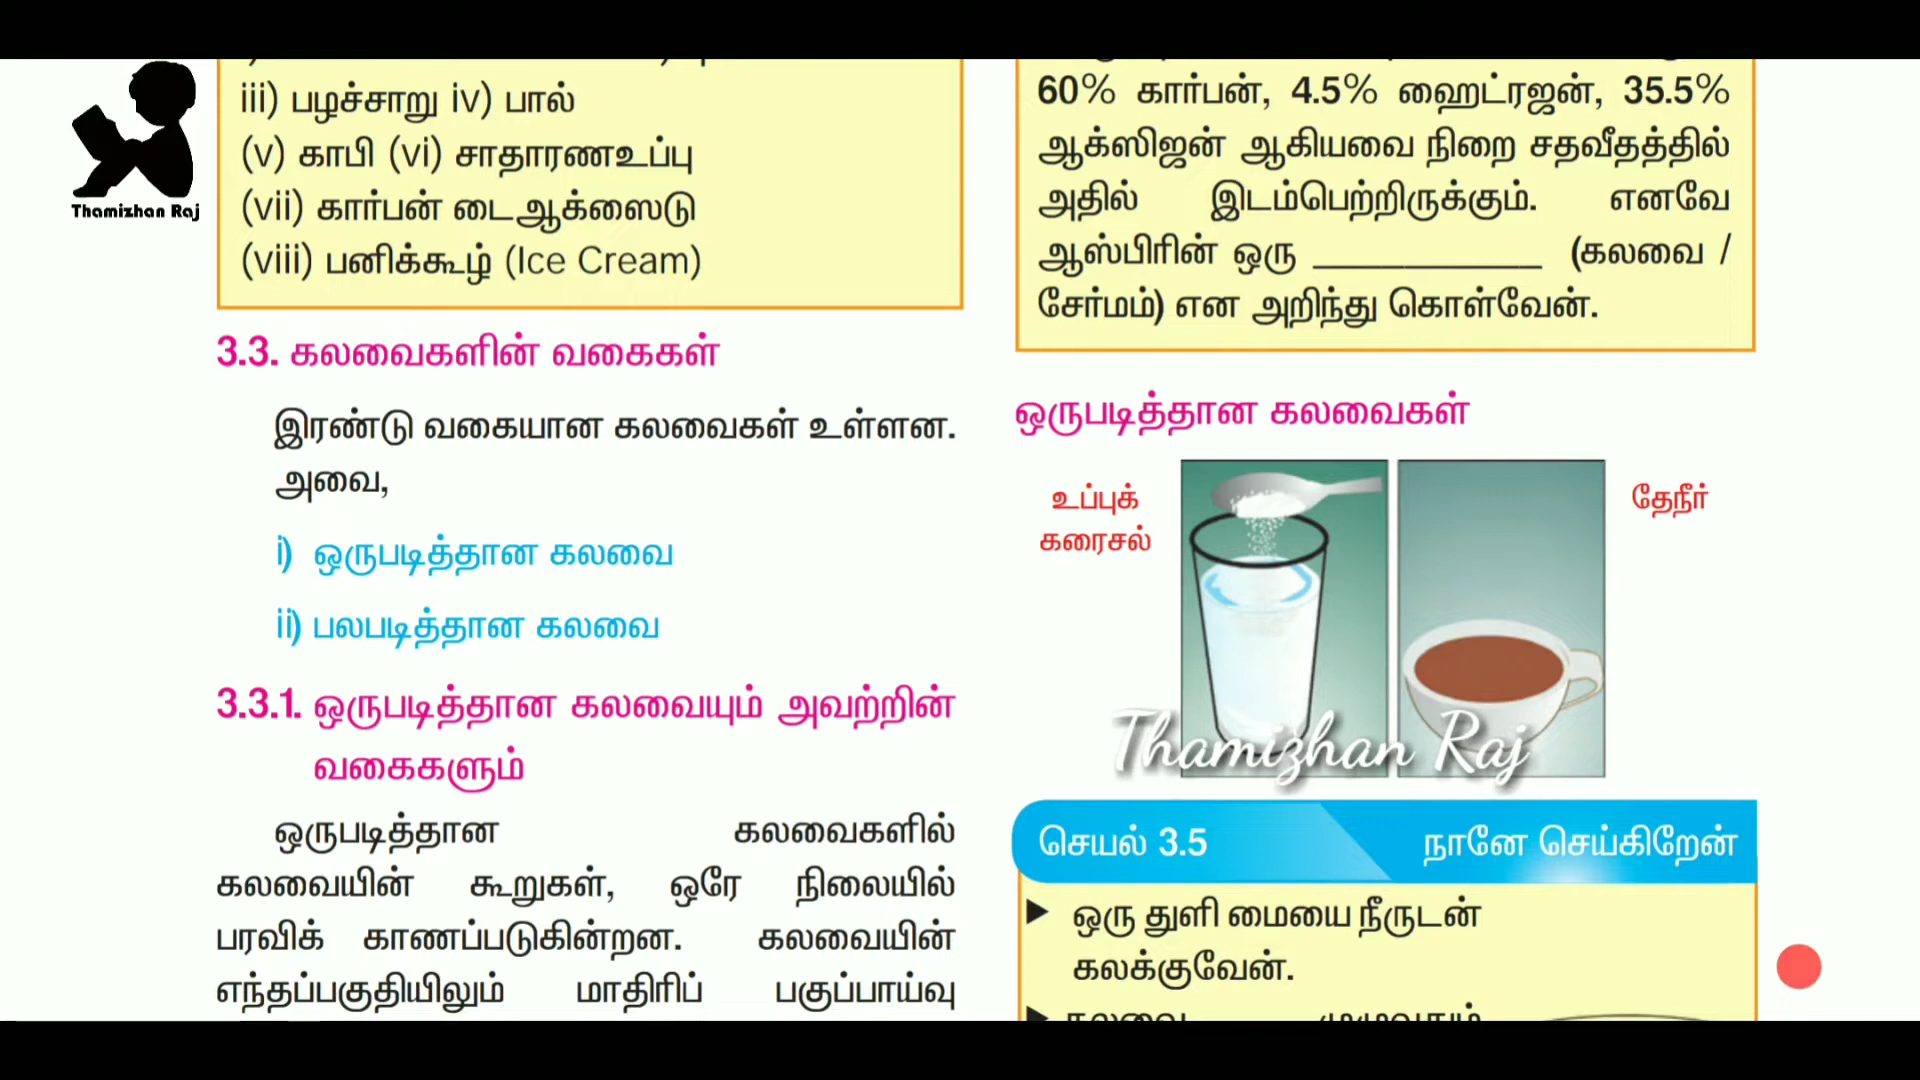 Thamizhan Raj
iii) பழச்சாறு iv) பால்
(v) காபி (vi) சாதாரணஉப்பு
(vii) கார்பன் டைஆக்ஸைடு
(viii) பனிக்கூழ் (Ice Cream)
3.3. கலவைகளின் வகைகள்
இரண்டு வகையான கலவைகள் உள்ளன.
அவை,
i) ஒருபடித்தான கலவை
ii) பலபடித்தான கலவை
3.3.1. ஒருபடித்தான கலவையும் அவற்றின்
வகைகளும்
ஒருபடித்தான கலவைகளில்
கலவையின் கூறுகள், ஒரே நிலையில்
பரவிக் காணப்படுகின்றன. கலவையின்
எந்தப்பகுதியிலும் மாதிரிப் பகுப்பாய்வு
60% கார்பன், 4.5% ஹைட்ரஜன், 35.5%
ஆக்ஸிஜன் ஆகியவை நிறை சதவீதத்தில்
அதில் இடம்பெற்றிருக்கும். எனவே
ஆஸ்பிரின் ஒரு ____________ (கலவை /
சேர்மம்) என அறிந்து கொள்வேன்.
ஒருபடித்தான கலவைகள்
உப்புக்
கரைசல்
தேநீர்
Thamizhan Raj
செயல் 3.5 நானே செய்கிறேன்
ஒரு துளி மையை நீருடன்
கலக்குவேன்.